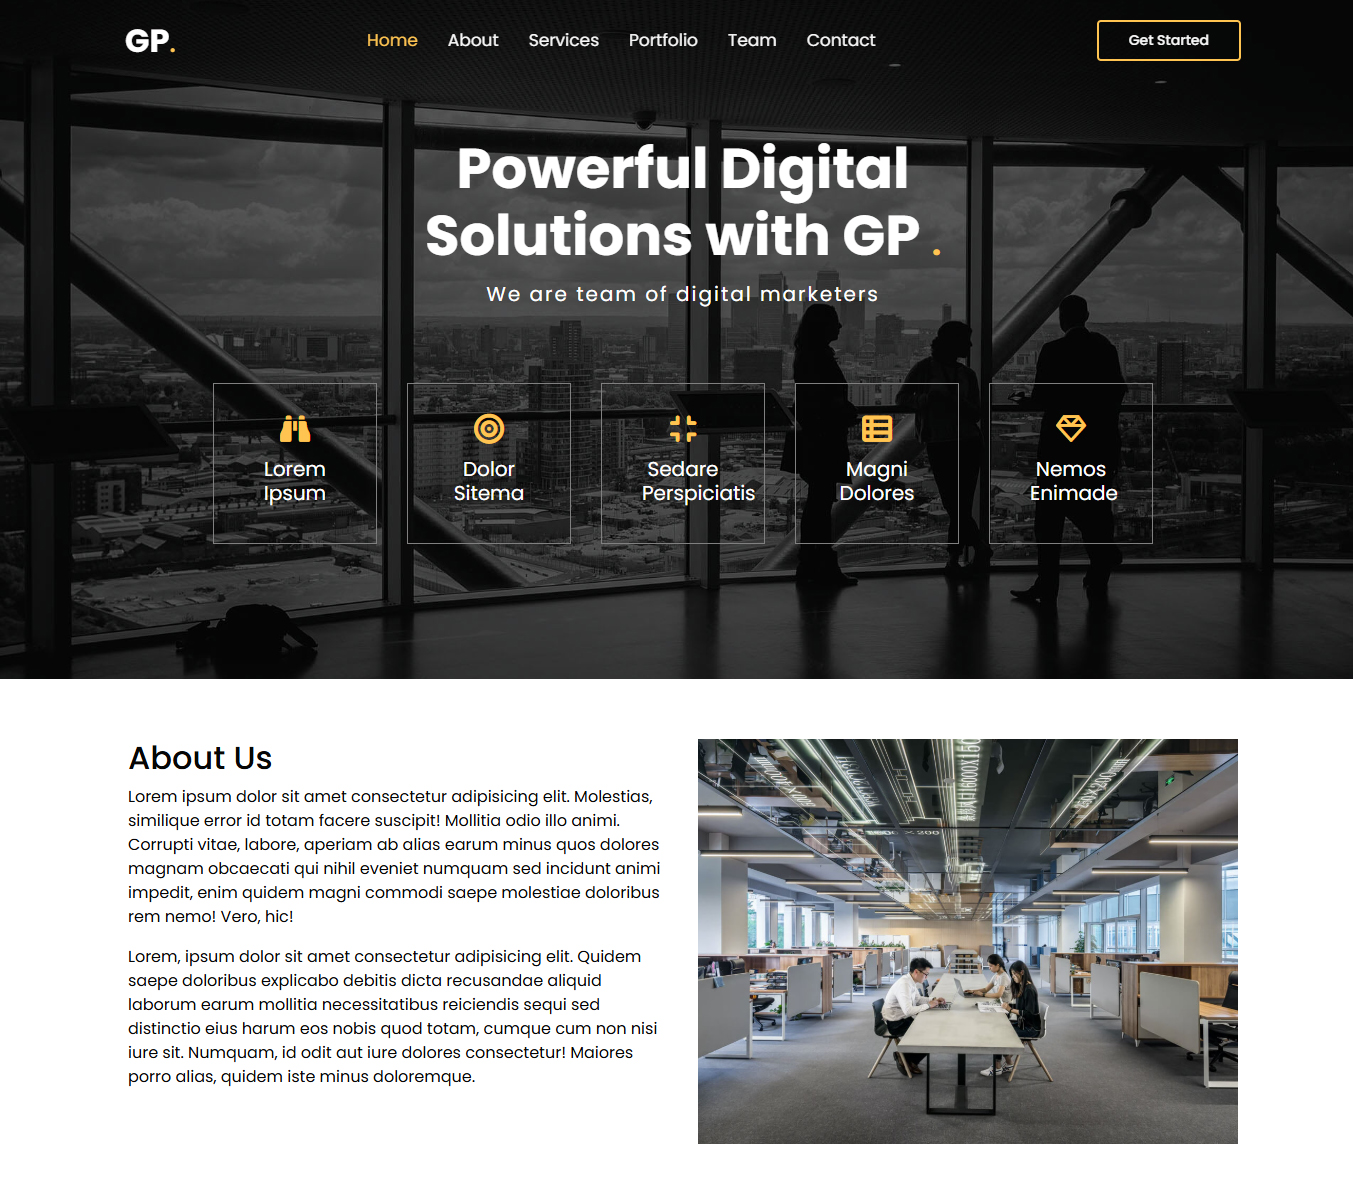 GP.
Home About Services Portfolio Team Contact
Get Started
Powerful Digital
Solutions with GP .
We are team of digital marketers
Lorem
Ipsum
Dolor
Sitema
Sedare
Perspiciatis
Magni
Dolores
Nemos
Enimade
About Us
Lorem ipsum dolor sit amet consectetur adipisicing elit. Molestias,
similique error id totam facere suscipit! Mollitia odio illo animi.
Corrupti vitae, labore, aperiam ab alias earum minus quos dolores
magnam obcaecati qui nihil eveniet numquam sed incidunt animi
impedit, enim quidem magni commodi saepe molestiae doloribus
rem nemo! Vero, hic!
Lorem, ipsum dolor sit amet consectetur adipisicing elit. Quidem
saepe doloribus explicabo debitis dicta recusandae aliquid
laborum earum mollitia necessitatibus reiciendis sequi sed
distinctio eius harum eos nobis quod totam, cumque cum non nisi
iure sit. Numquam, id odit aut iure dolores consectetur! Maiores
porro alias, quidem iste minus doloremque.